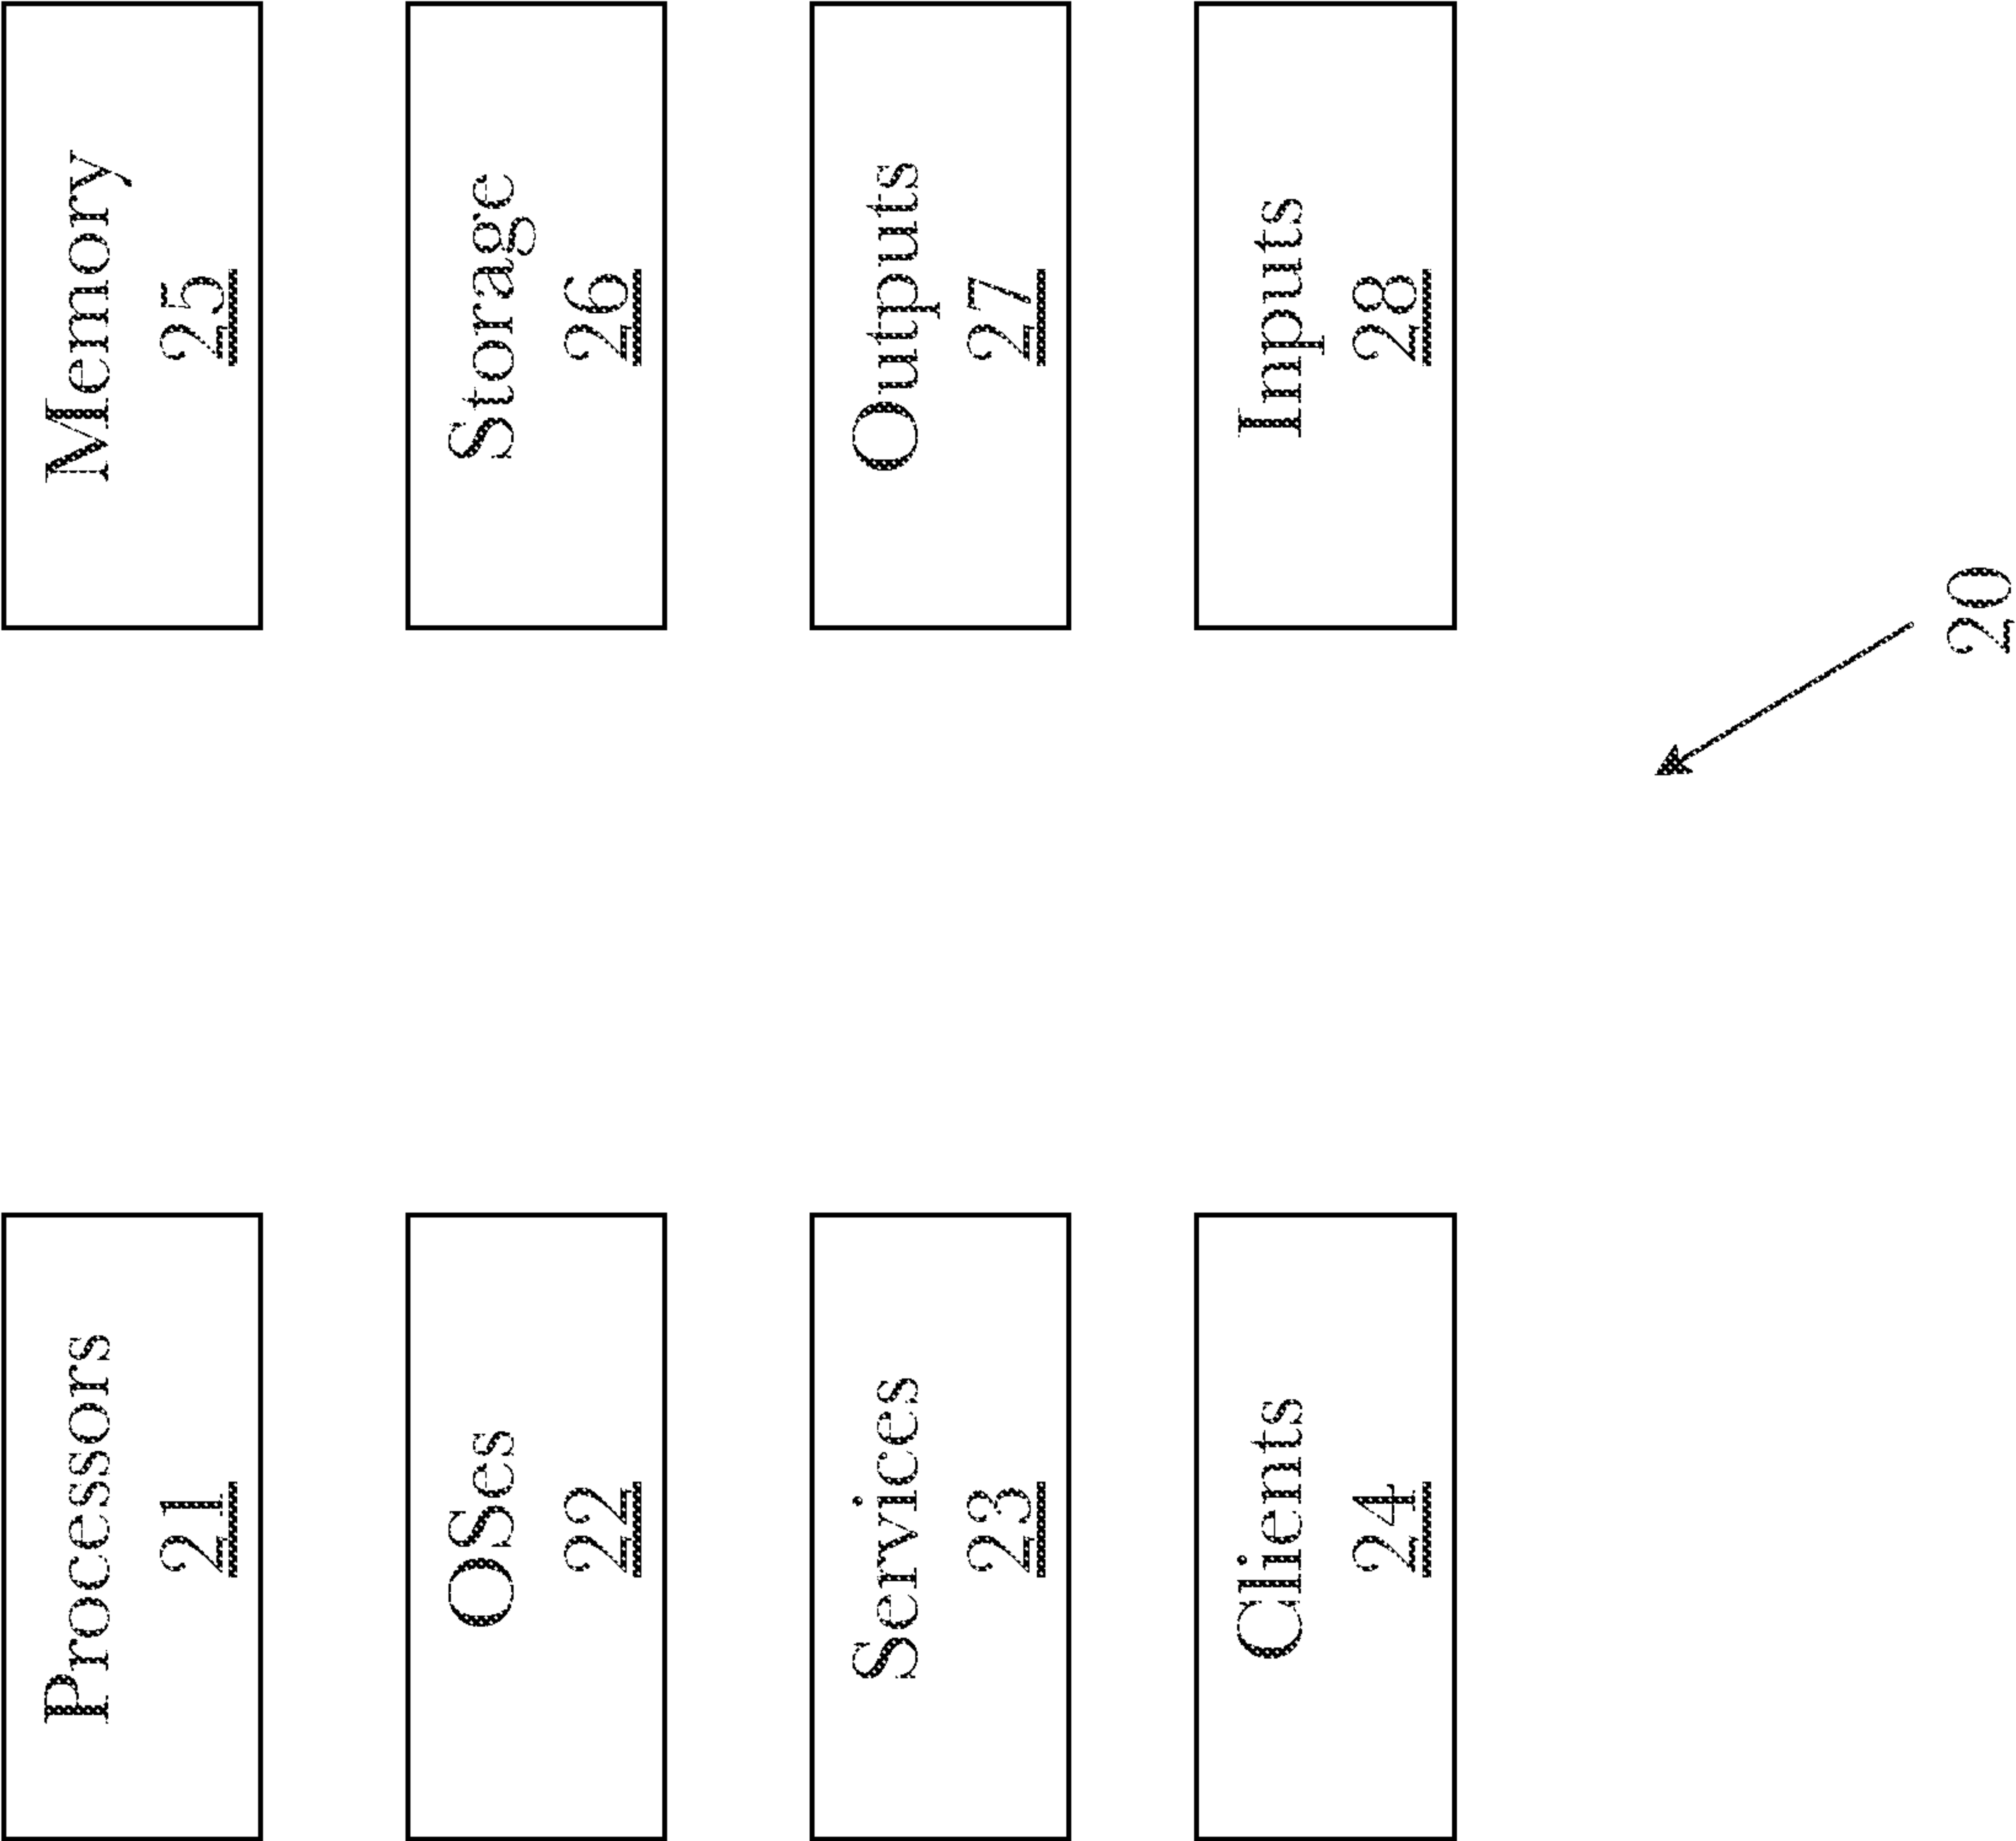 Processors
21
Memory
25
OSes
22
Storage
26
Services
23
Outputs
27
Clients
24
Inputs
28
20